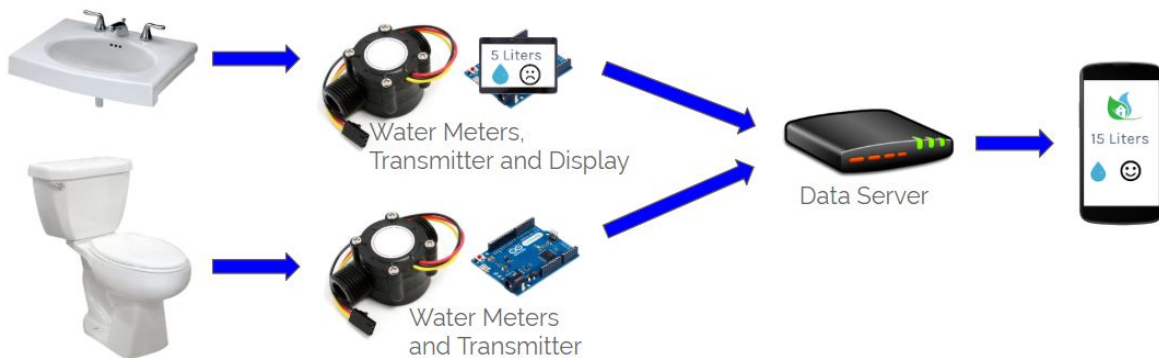 5 Liters
Water Meters,
Transmitter and Display
Data Server
15 Liters
Water Meters
and Transmitter